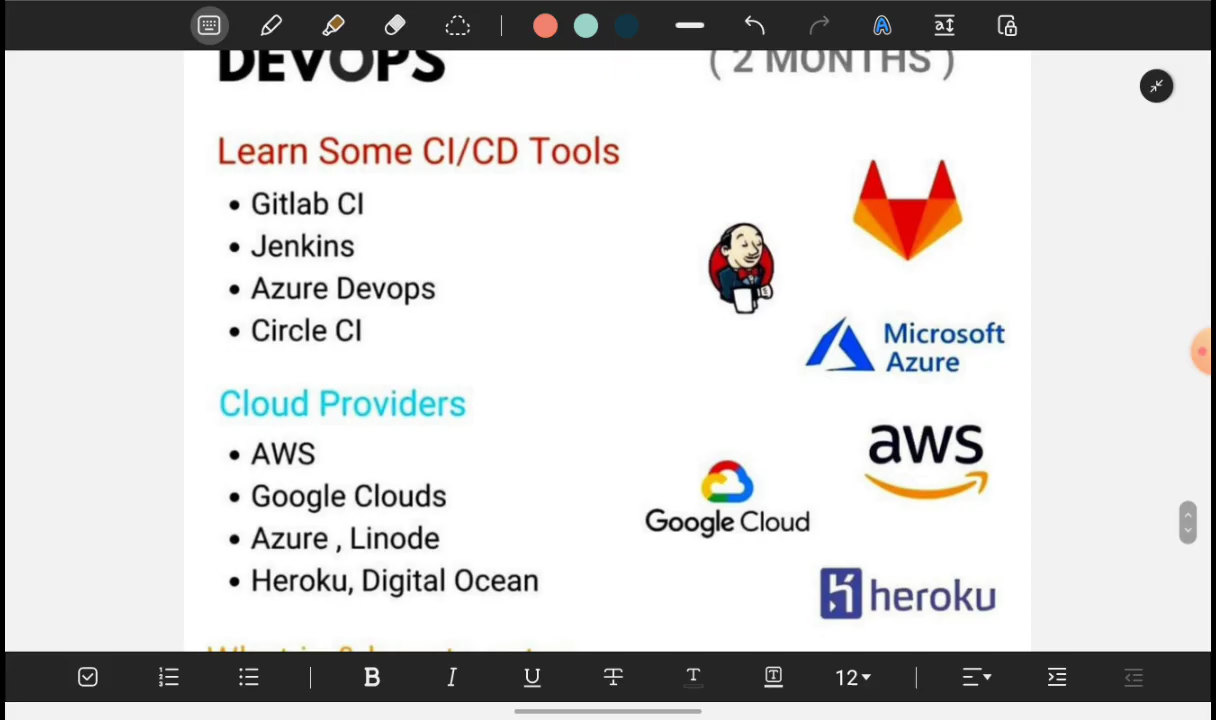 DEVOPS
( 2 MONTHS )
Learn Some CI/CD Tools
• Gitlab CI
• Jenkins
• Azure Devops
• Circle CI
Microsoft
Azure
Cloud Providers
• AWS
• Google Clouds
• Azure , Linode
• Heroku, Digital Ocean
aws
Google Cloud
heroku
B
I
U
T
T
T
12